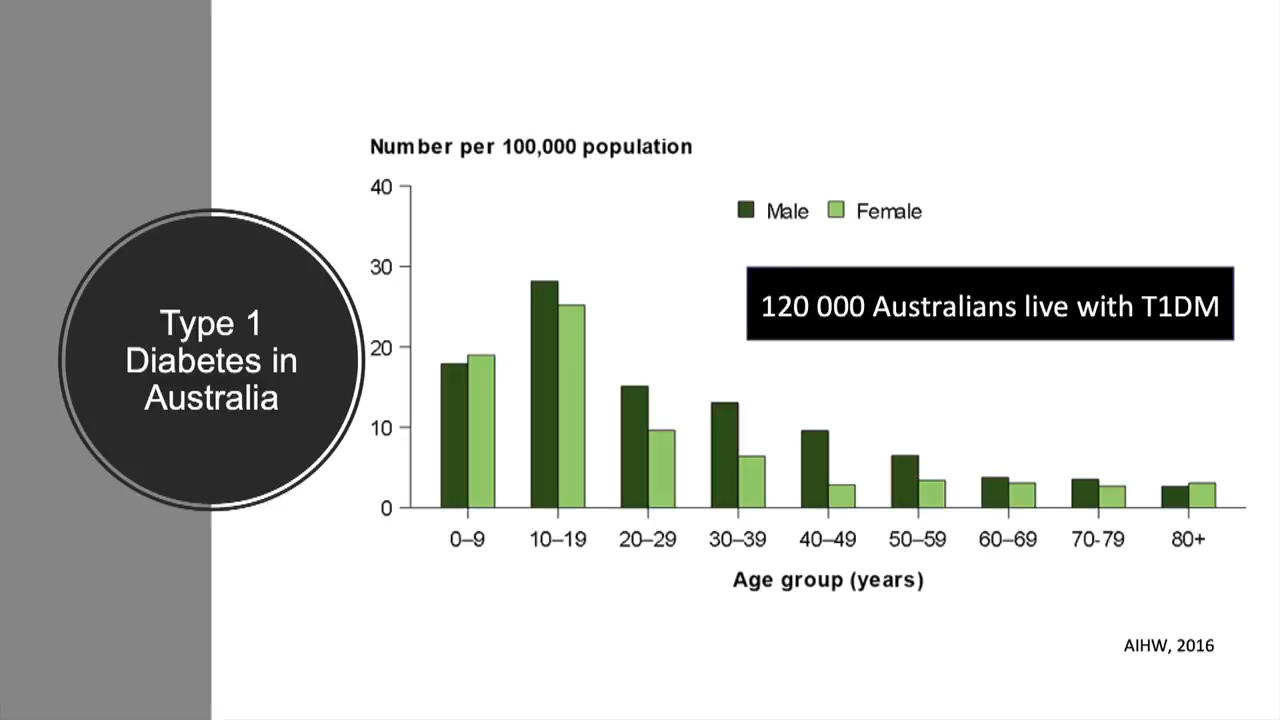 Type 1
Diabetes in
Australia
Number per 100,000 population
40
30
20
10
0
Male Female
120 000 Australians live with T1DM
0–9 10–19 20–29 30–39 40–49 50–59 60–69 70-79 80+
Age group (years)
AIHW, 2016